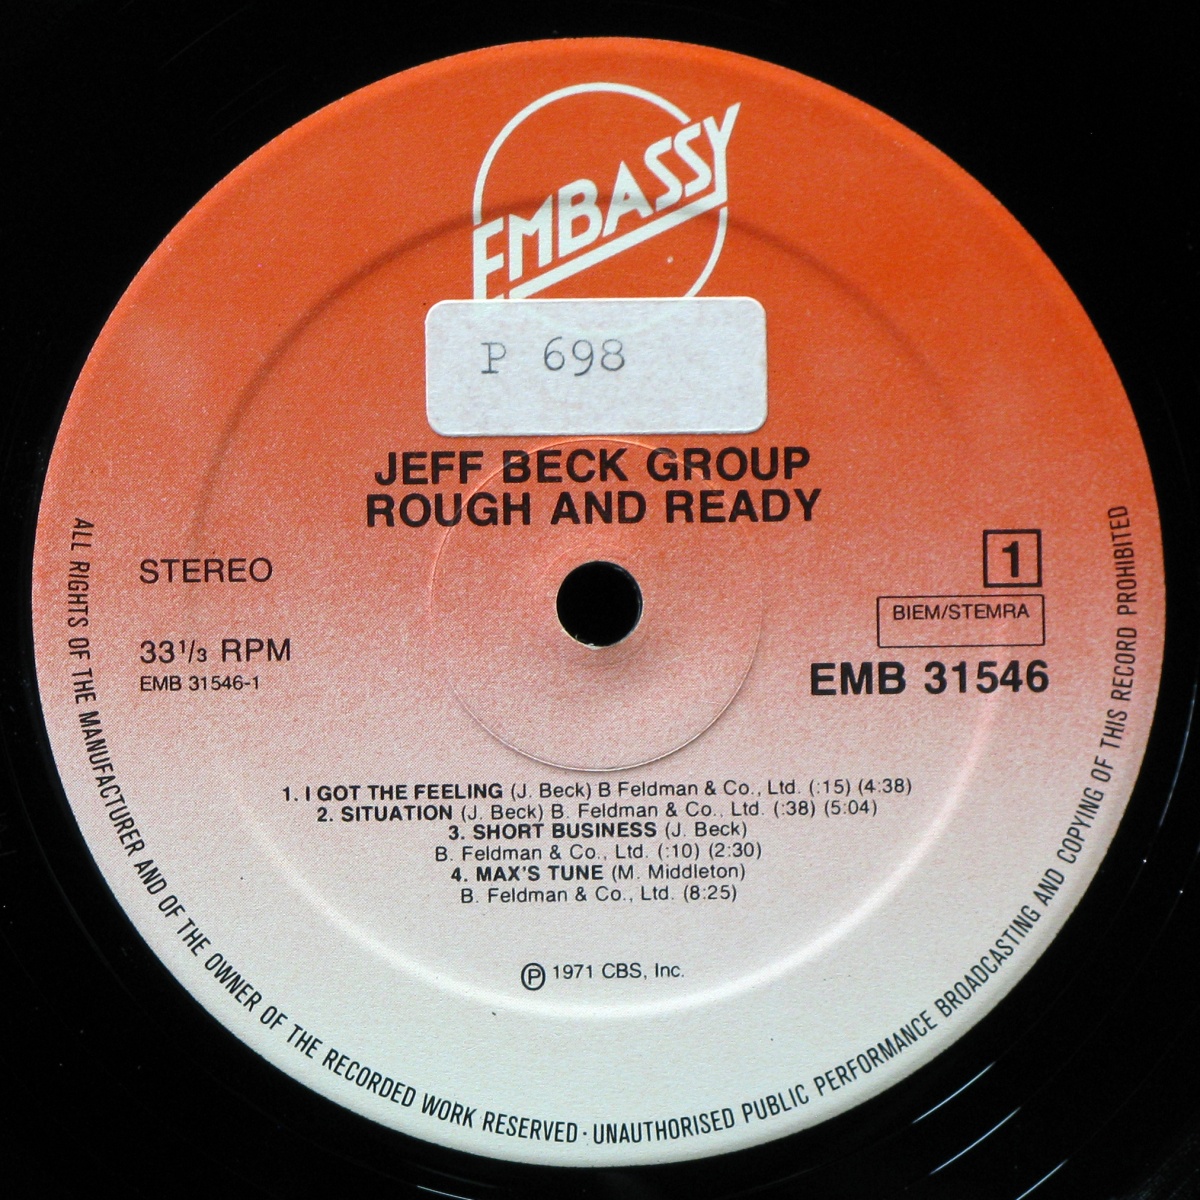 EMBASSY
P 698
JEFF BECK GROUP
ROUGH AND READY
STEREO
1
BIEM/STEMRA
33 1/3 RPM
EMB 31546-1
EMB 31546
1. I GOT THE FEELING (J. Beck) B Feldman & Co., Ltd. (:15) (4:38)
2. SITUATION (J. Beck) B. Feldman & Co., Ltd. (:38) (5:04)
3. SHORT BUSINESS (J. Beck)
B. Feldman & Co., Ltd. (:10) (2:30)
4. MAX'S TUNE (M. Middleton)
B. Feldman & Co., Ltd. (8:25)
℗ 1971 CBS, Inc.
ALL RIGHTS OF THE MANUFACTURER AND OF THE OWNER OF THE RECORDED WORK RESERVED · UNAUTHORISED PUBLIC PERFORMANCE BROADCASTING AND COPYING OF THIS RECORD PROHIBITED